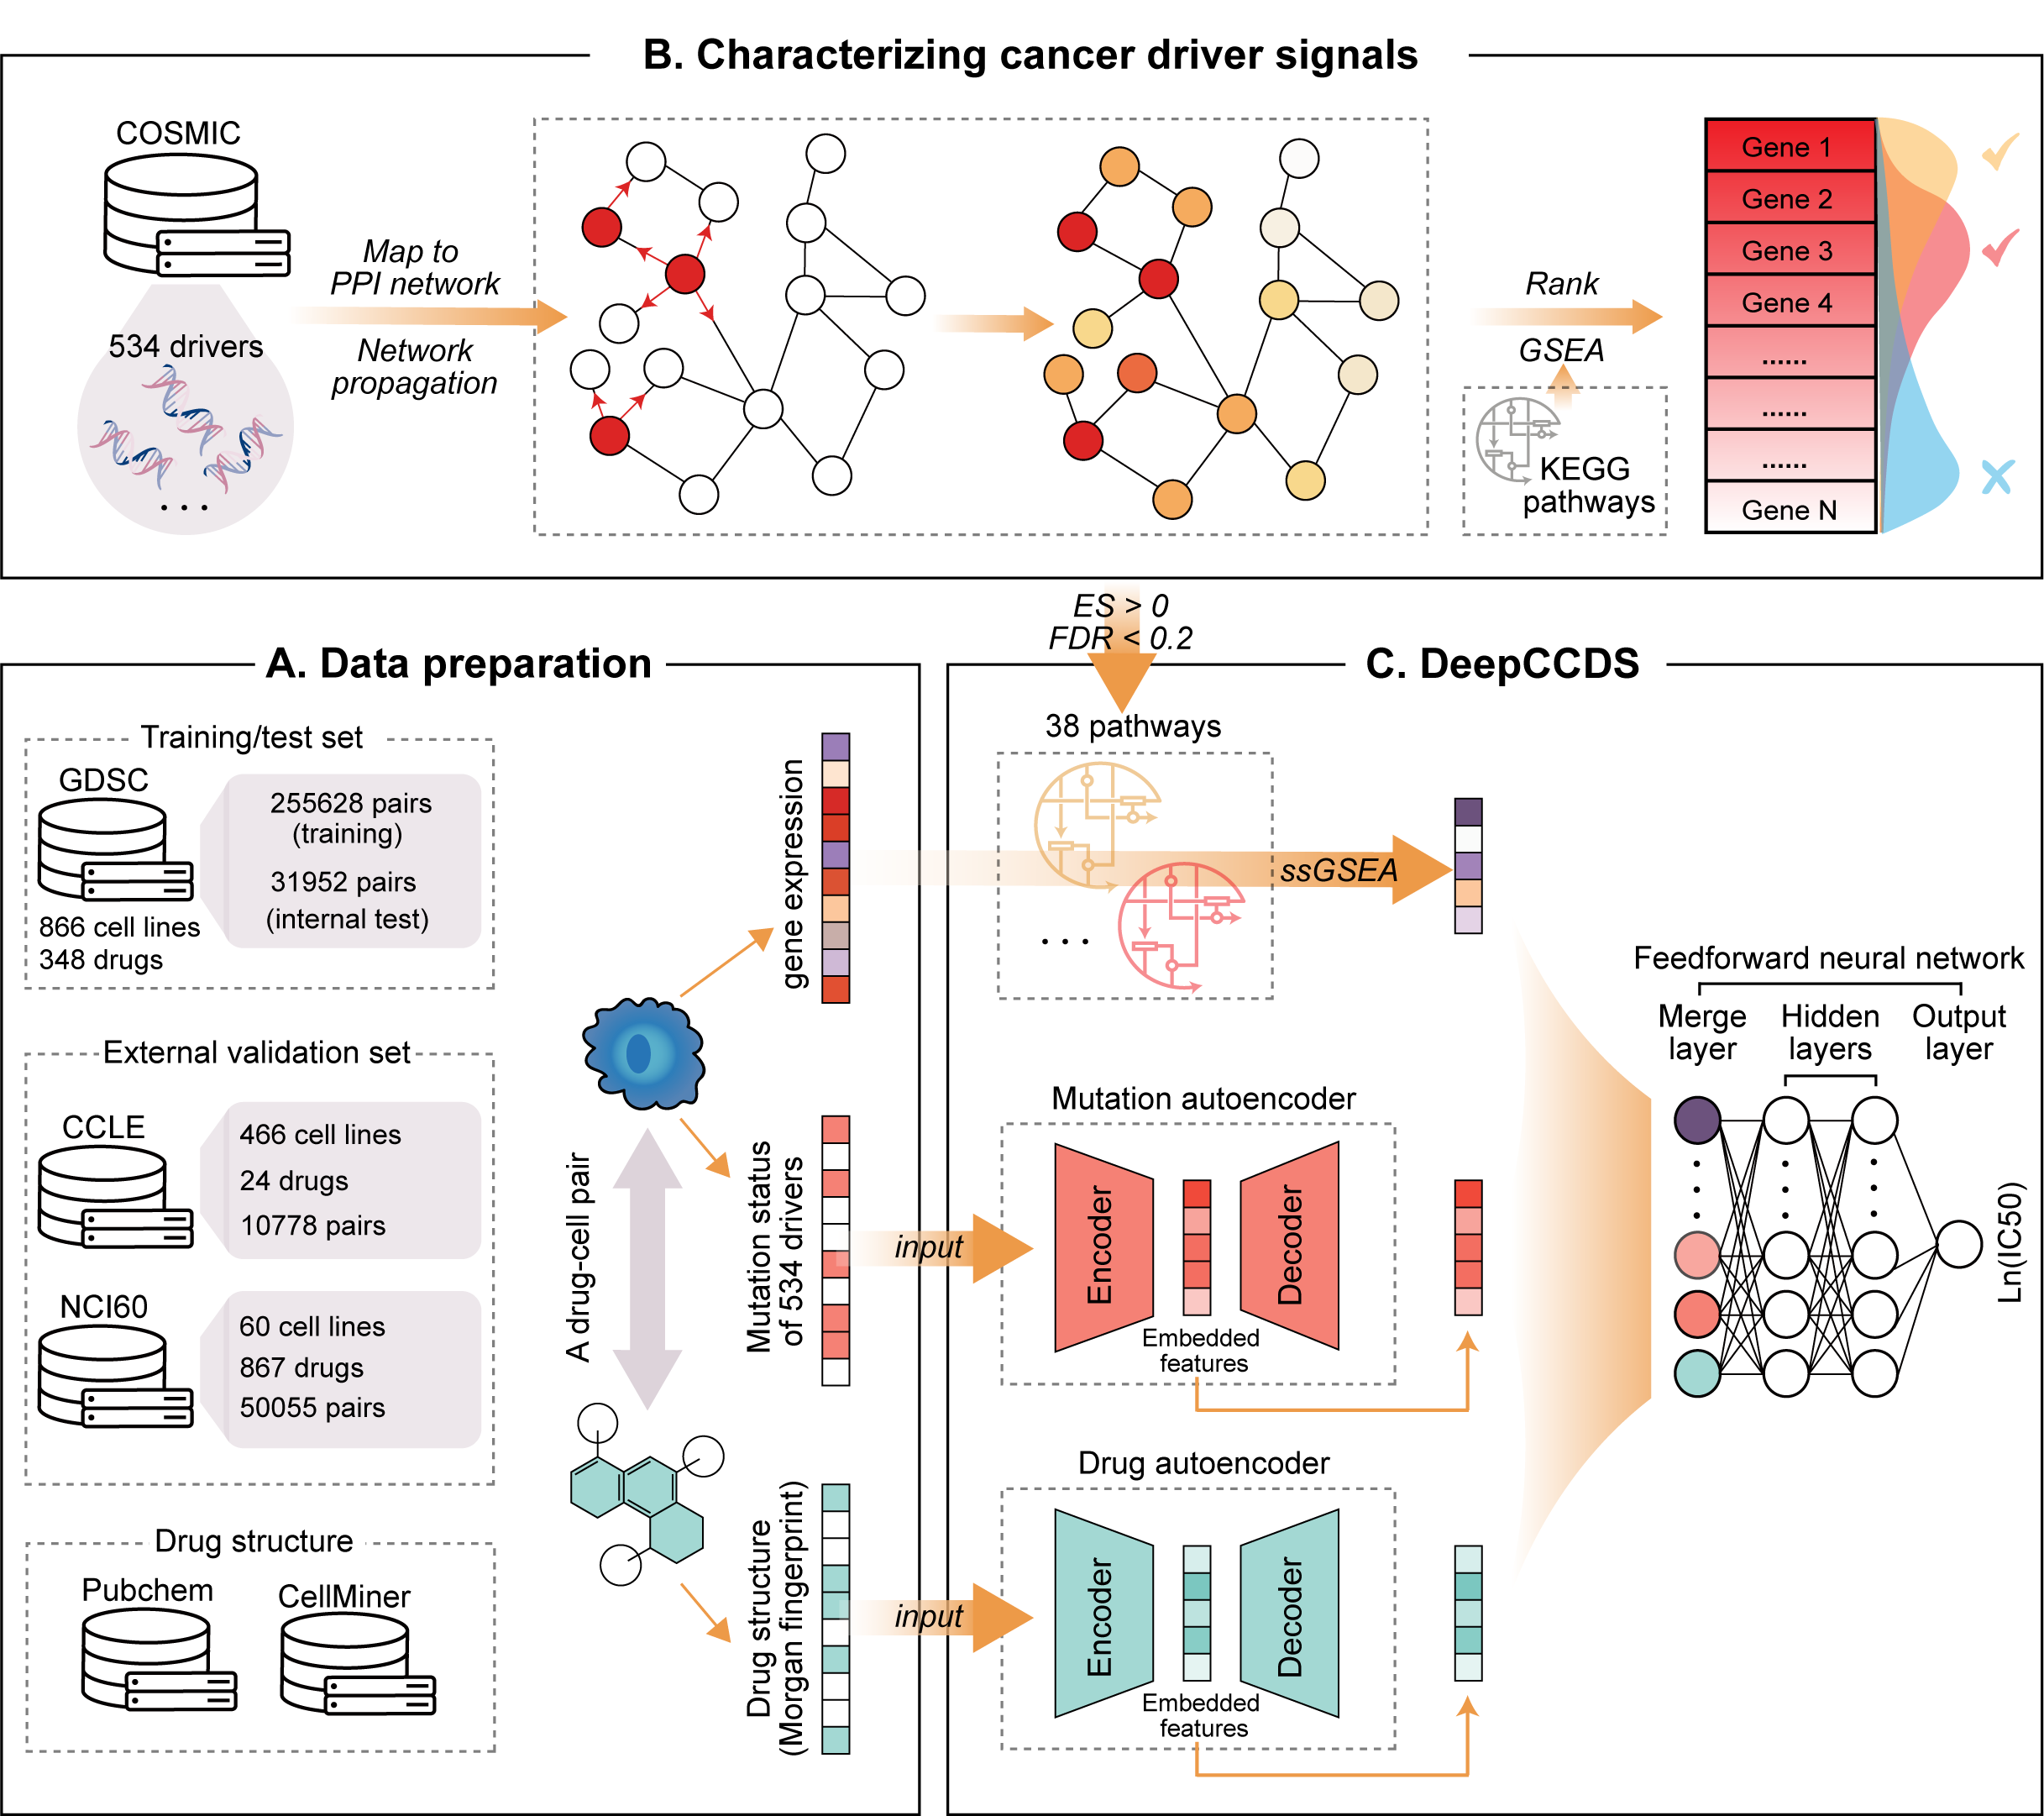 B. Characterizing cancer driver signals
COSMIC
534 drivers
. . .
Map to
PPI network
Network
propagation
Rank
GSEA
KEGG
pathways
Gene 1
Gene 2
Gene 3
Gene 4
......
......
......
Gene N
ES > 0
FDR < 0.2
A. Data preparation
Training/test set
GDSC
866 cell lines
348 drugs
255628 pairs
(training)
31952 pairs
(internal test)
External validation set
CCLE
466 cell lines
24 drugs
10778 pairs
NCI60
60 cell lines
867 drugs
50055 pairs
Drug structure
Pubchem
CellMiner
A drug-cell pair
gene expression
Mutation status
of 534 drivers
Drug structure
(Morgan fingerprint)
C. DeepCCDS
38 pathways
. . .
ssGSEA
input
Mutation autoencoder
Encoder
Decoder
Embedded
features
input
Drug autoencoder
Encoder
Decoder
Embedded
features
Feedforward neural network
Merge
layer
Hidden
layers
Output
layer
Ln(IC50)